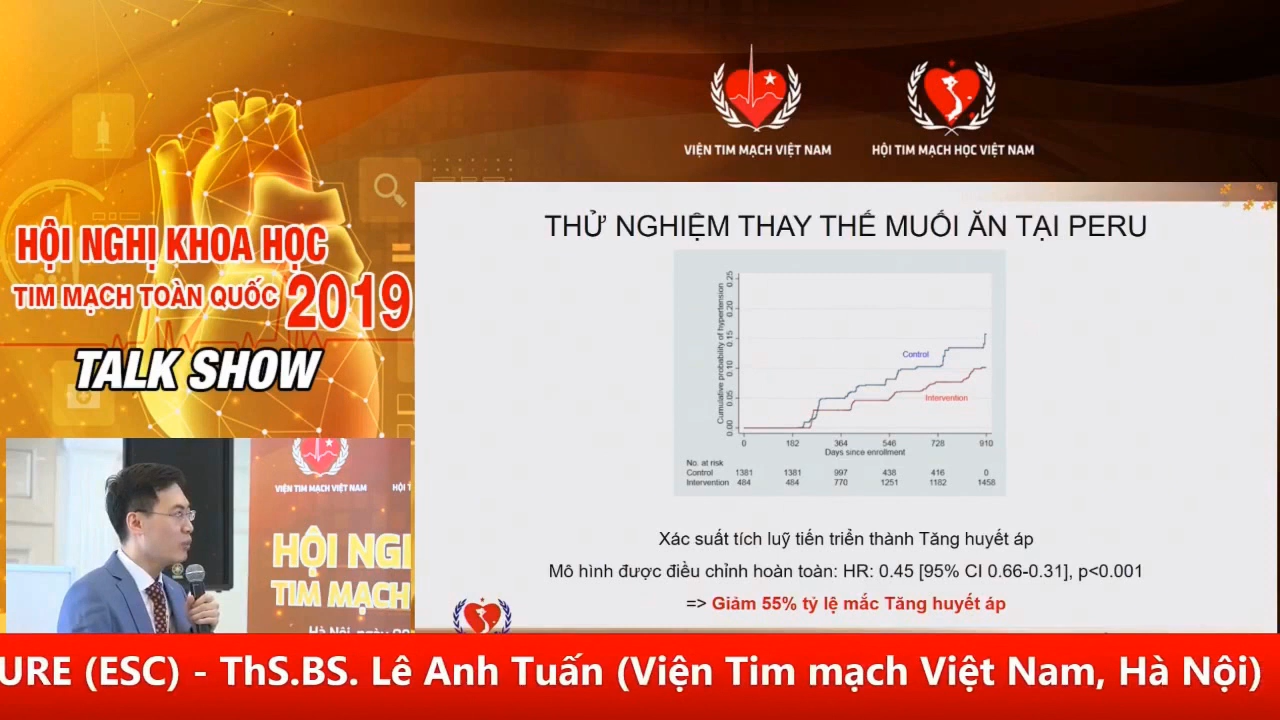 VIỆN TIM MẠCH VIỆT NAM
HỘI TIM MẠCH HỌC VIỆT NAM
HỘI NGHỊ KHOA HỌC
TIM MẠCH TOÀN QUỐC 2019
TALK SHOW
THỬ NGHIỆM THAY THẾ MUỐI ĂN TẠI PERU
Cumulative probability of hypertension
0.25
0.20
0.15
0.10
0.05
0.00
Control
Intervention
0 182 364 546 728 910
Days since enrollment
No. at risk
Control 1381 1381 997 438 416 0
Intervention 484 484 770 1251 1182 1458
Xác suất tích luỹ tiến triển thành Tăng huyết áp
Mô hình được điều chỉnh hoàn toàn: HR: 0.45 [95% CI 0.66-0.31], p<0.001
=> Giảm 55% tỷ lệ mắc Tăng huyết áp
VIỆN TIM MẠCH VIỆT NAM
HỘI T
HỘI NGH
TIM MẠCH
Hà Nội, ngày
URE (ESC) - ThS.BS. Lê Anh Tuấn (Viện Tim mạch Việt Nam, Hà Nội)